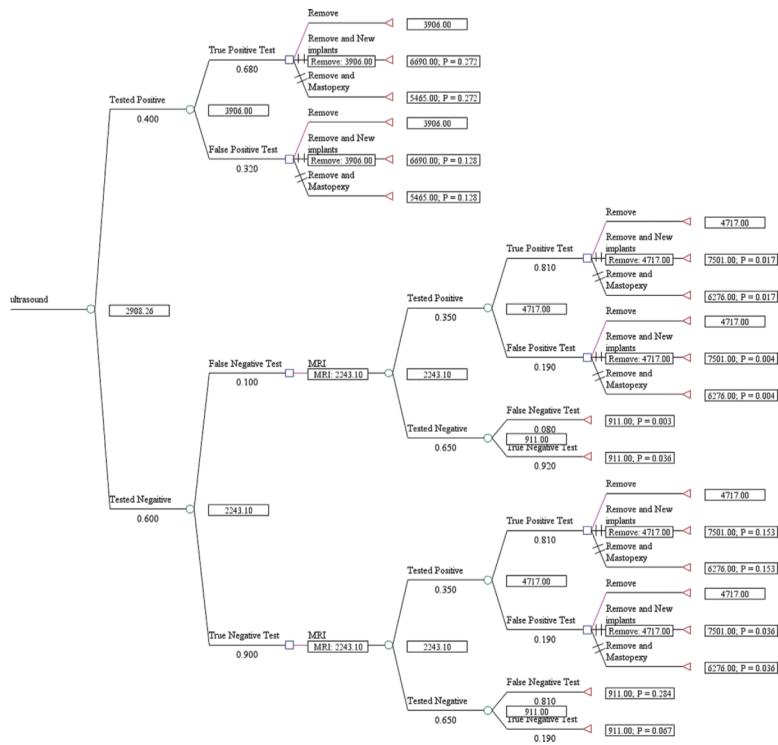 Remove
3906.00
True Positive Test
0.680
Remove and New
implants
Remove: 3906.00
6690.00; P = 0.272
Remove and
Mastopexy
5465.00; P = 0.272
Tested Positive
0.400
3906.00
Remove
3906.00
False Positive Test
0.320
Remove and New
implants
Remove: 3906.00
6690.00; P = 0.128
Remove and
Mastopexy
5465.00; P = 0.128
ultrasound
2908.26
Remove
4717.00
True Positive Test
0.810
Remove and New
implants
Remove: 4717.00
7501.00; P = 0.017
Remove and
Mastopexy
6276.00; P = 0.017
Tested Positive
0.350
4717.00
Remove
4717.00
False Positive Test
0.190
Remove and New
implants
Remove: 4717.00
7501.00; P = 0.004
Remove and
Mastopexy
6276.00; P = 0.004
False Negative Test
0.100
MRI
MRI: 2243.10
2243.10
Tested Negative
0.650
False Negative Test
0.080
911.00; P = 0.003
911.00
True Negative Test
0.920
911.00; P = 0.036
Tested Negaitive
0.600
2243.10
Remove
4717.00
True Positive Test
0.810
Remove and New
implants
Remove: 4717.00
7501.00; P = 0.153
Remove and
Mastopexy
6276.00; P = 0.153
Tested Positive
0.350
4717.00
Remove
4717.00
False Positive Test
0.190
Remove and New
implants
Remove: 4717.00
7501.00; P = 0.036
Remove and
Mastopexy
6276.00; P = 0.036
True Negative Test
0.900
MRI
MRI: 2243.10
2243.10
Tested Negative
0.650
False Negative Test
0.810
911.00; P = 0.284
911.00
True Negative Test
0.190
911.00; P = 0.067